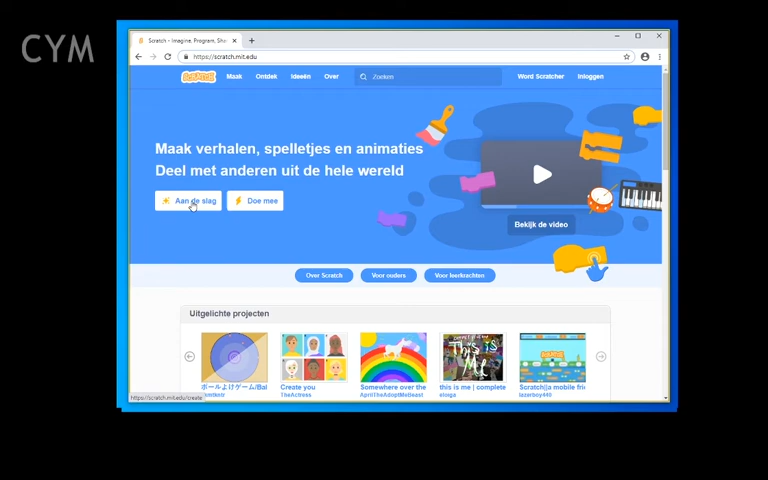 CYM
Scratch - Imagine, Program, Shar
https://scratch.mit.edu
SCRATCH
Maak
Ontdek
Ideeën
Over
Zoeken
Word Scratcher
Inloggen
Maak verhalen, spelletjes en animaties
Deel met anderen uit de hele wereld
Aan de slag
Doe mee
Bekijk de video
Over Scratch
Voor ouders
Voor leerkrachten
Uitgelichte projecten
ボールよけゲーム/Bal
Create you
Somewhere over the
this is me | complete
Scratch||a mobile frie
TheActress
AprilTheAdoptMeBeast
lazerboy440
https://scratch.mit.edu/create